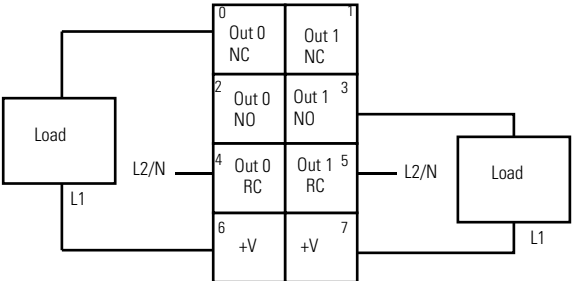 0
1
Out 0
NC
Out 1
NC
2
Out 0
NO
Out 1
NO
3
Load
L2/N
4
Out 0
RC
Out 1
RC
5
L2/N
Load
L1
6
+V
7
+V
L1